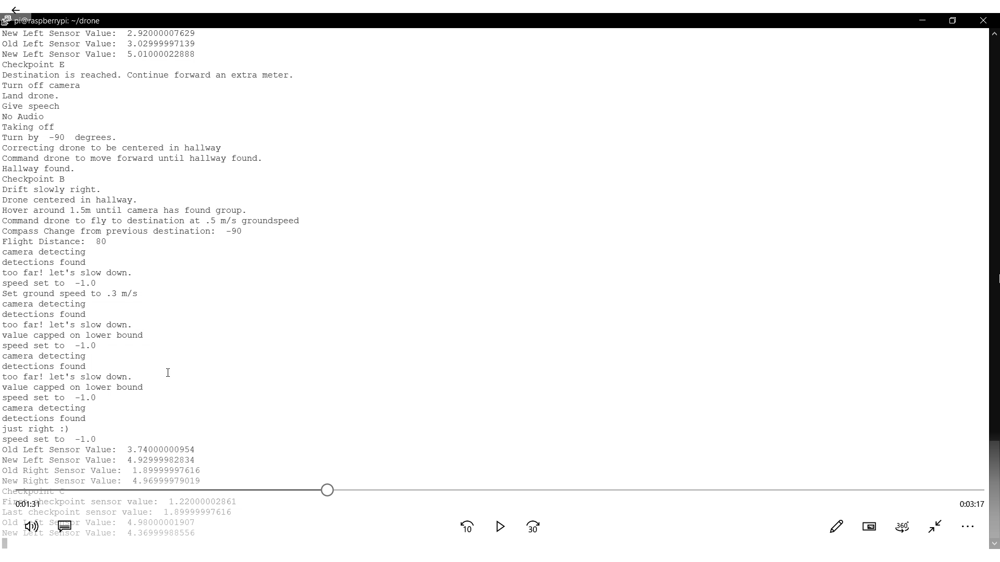 pi@raspberrypi: ~/drone
New Left Sensor Value:  2.92000007629
Old Left Sensor Value:  3.02999997139
New Left Sensor Value:  5.01000022888
Checkpoint E
Destination is reached. Continue forward an extra meter.
Turn off camera
Land drone.
Give speech
No Audio
Taking off
Turn by  -90  degrees.
Correcting drone to be centered in hallway
Command drone to move forward until hallway found.
Hallway found.
Checkpoint B
Drift slowly right.
Drone centered in hallway.
Hover around 1.5m until camera has found group.
Command drone to fly to destination at .5 m/s groundspeed
Compass Change from previous destination:  -90
Flight Distance:  80
camera detecting
detections found
too far! let's slow down.
speed set to  -1.0
Set ground speed to .3 m/s
camera detecting
detections found
too far! let's slow down.
value capped on lower bound
speed set to  -1.0
camera detecting
detections found
too far! let's slow down.
value capped on lower bound
speed set to  -1.0
camera detecting
detections found
just right :)
speed set to  -1.0
Old Left Sensor Value:  3.74000000954
New Left Sensor Value:  4.92999982834
Old Right Sensor Value:  1.89999997616
New Right Sensor Value:  4.96999979019
Checkpoint C
First checkpoint sensor value:  1.22000002861
0:01:31
0:03:17
Last checkpoint sensor value:  1.89999997616
Old Left Sensor Value:  4.98000001907
10
30
360°
New Left Sensor Value:  4.36999988556